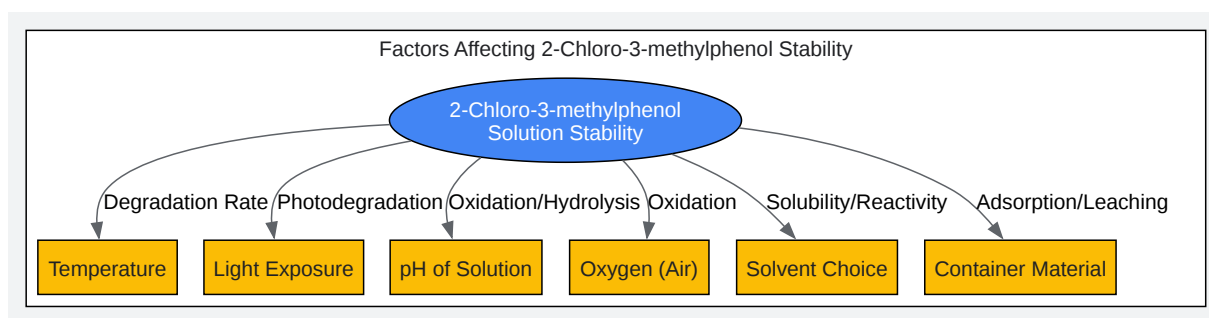 Factors Affecting 2-Chloro-3-methylphenol Stability
2-Chloro-3-methylphenol
Solution Stability
Degradation Rate
Photodegradation
Oxidation/Hydrolysis
Oxidation
Solubility/Reactivity
Adsorption/Leaching
Temperature
Light Exposure
pH of Solution
Oxygen (Air)
Solvent Choice
Container Material